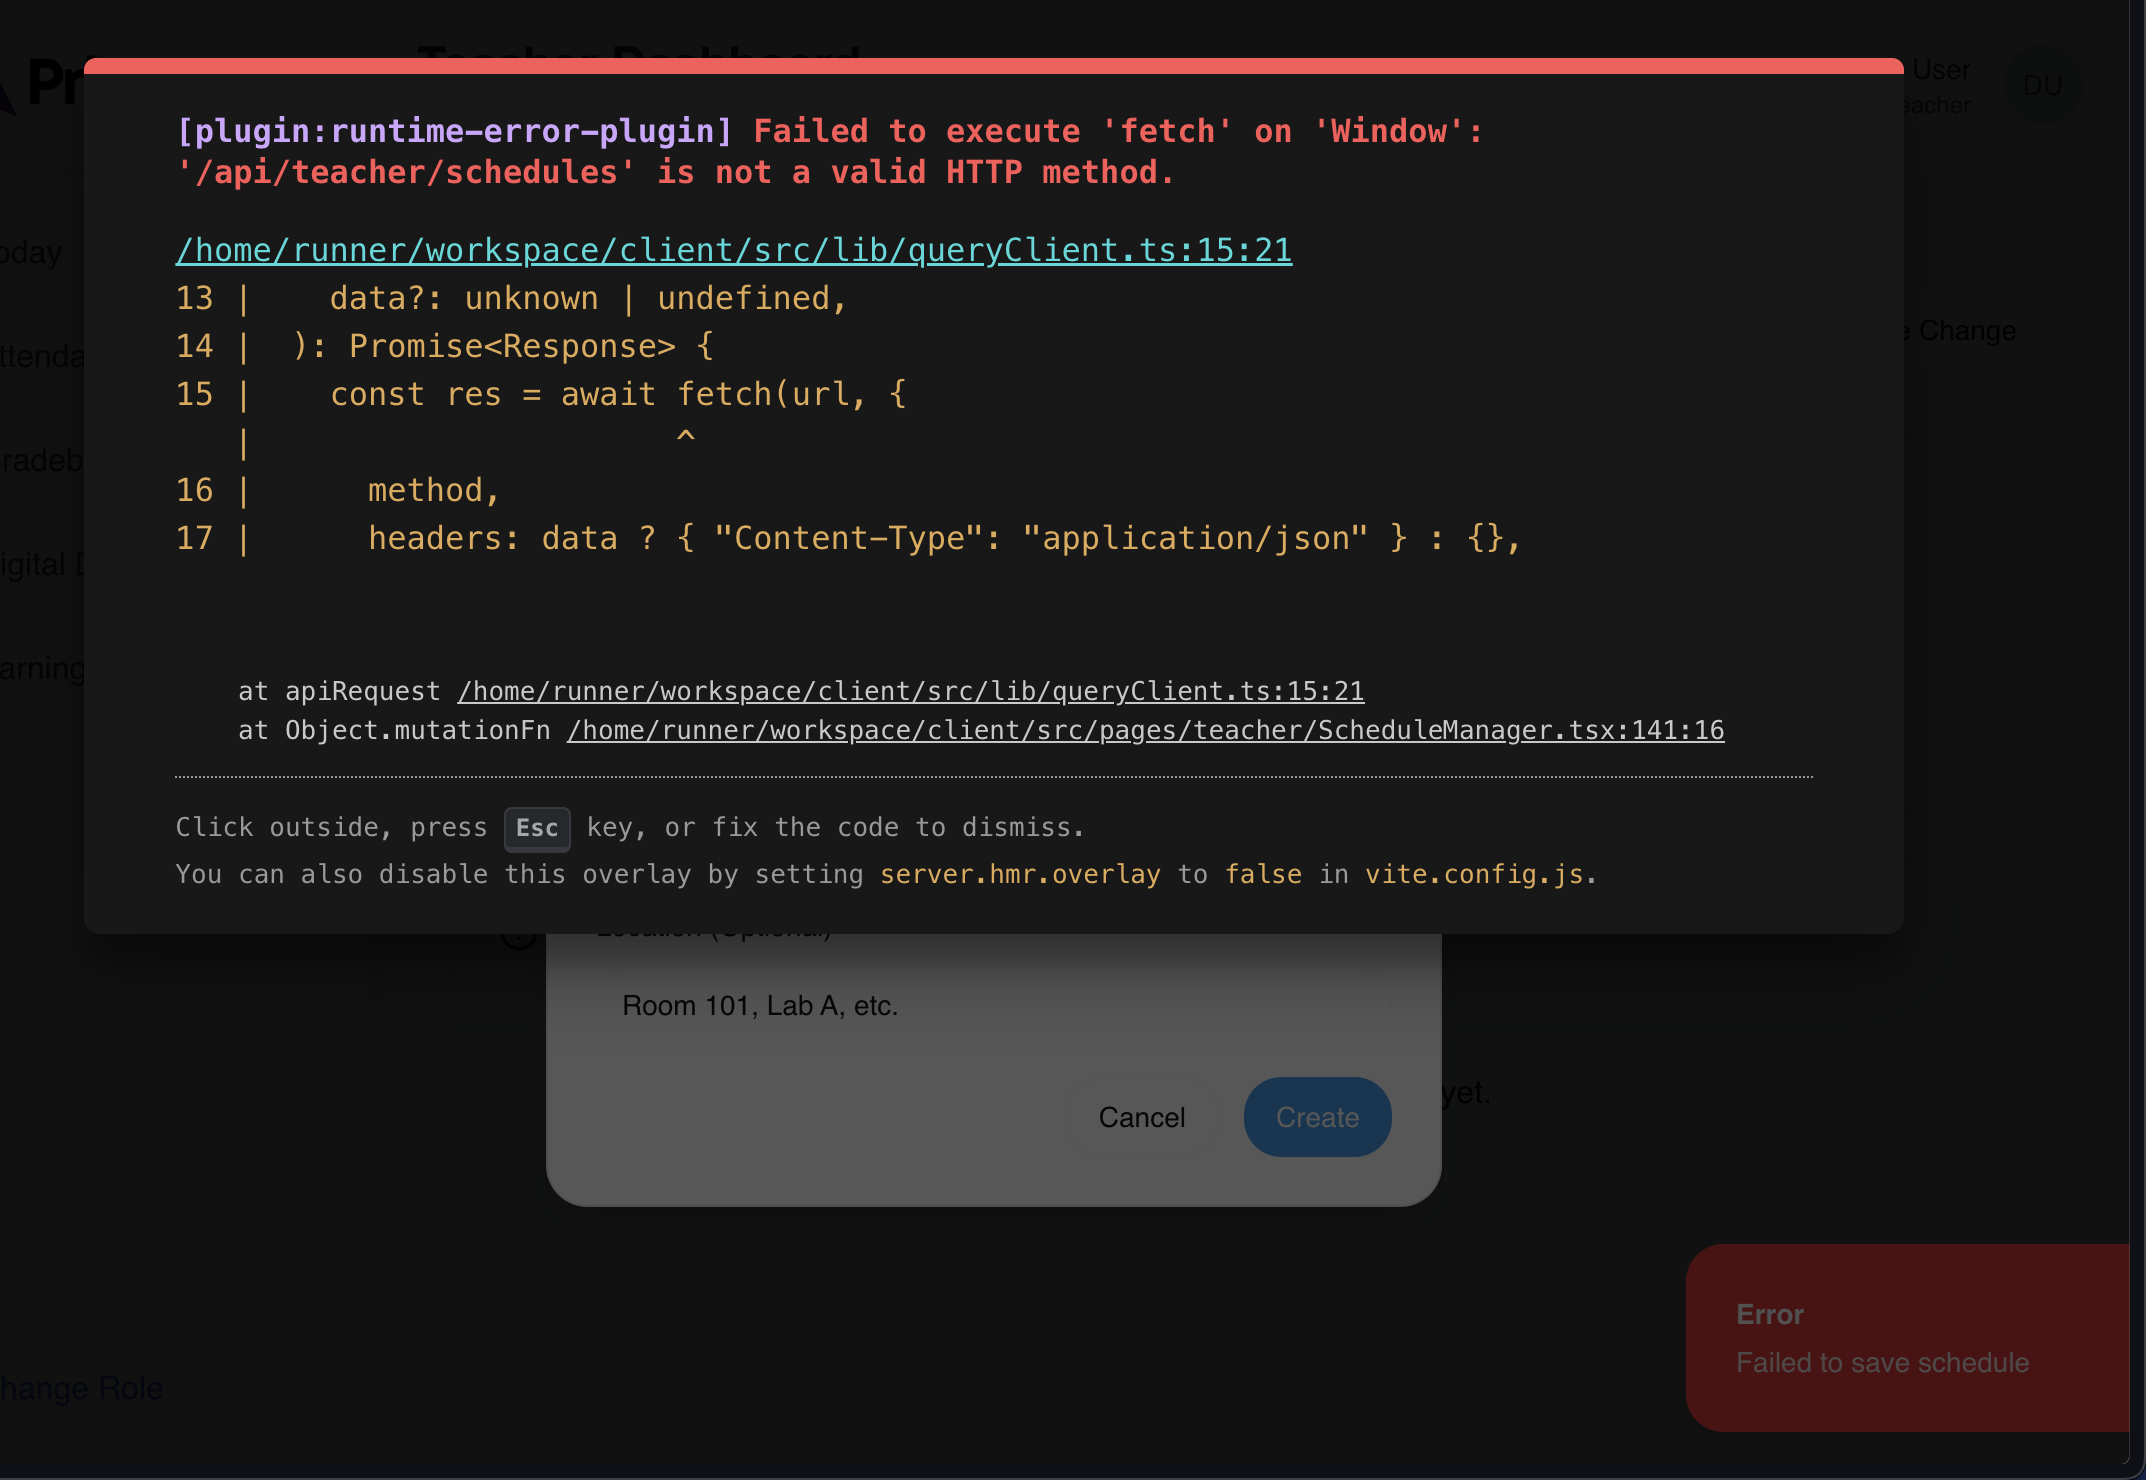 Teacher Dashboard
Pr
User
eacher
DU
[plugin:runtime-error-plugin] Failed to execute 'fetch' on 'Window':
'/api/teacher/schedules' is not a valid HTTP method.
/home/runner/workspace/client/src/lib/queryClient.ts:15:21
13 |    data?: unknown | undefined,
14 |  ): Promise<Response> {
15 |    const res = await fetch(url, {
|                       ^
16 |      method,
17 |      headers: data ? { "Content-Type": "application/json" } : {},
at apiRequest /home/runner/workspace/client/src/lib/queryClient.ts:15:21
at Object.mutationFn /home/runner/workspace/client/src/pages/teacher/ScheduleManager.tsx:141:16
Click outside, press Esc key, or fix the code to dismiss.
You can also disable this overlay by setting server.hmr.overlay to false in vite.config.js.
oday
ttenda
radeb
igital D
arning
e Change
Location (Optional)
Room 101, Lab A, etc.
Cancel
Create
yet.
Error
Failed to save schedule
hange Role